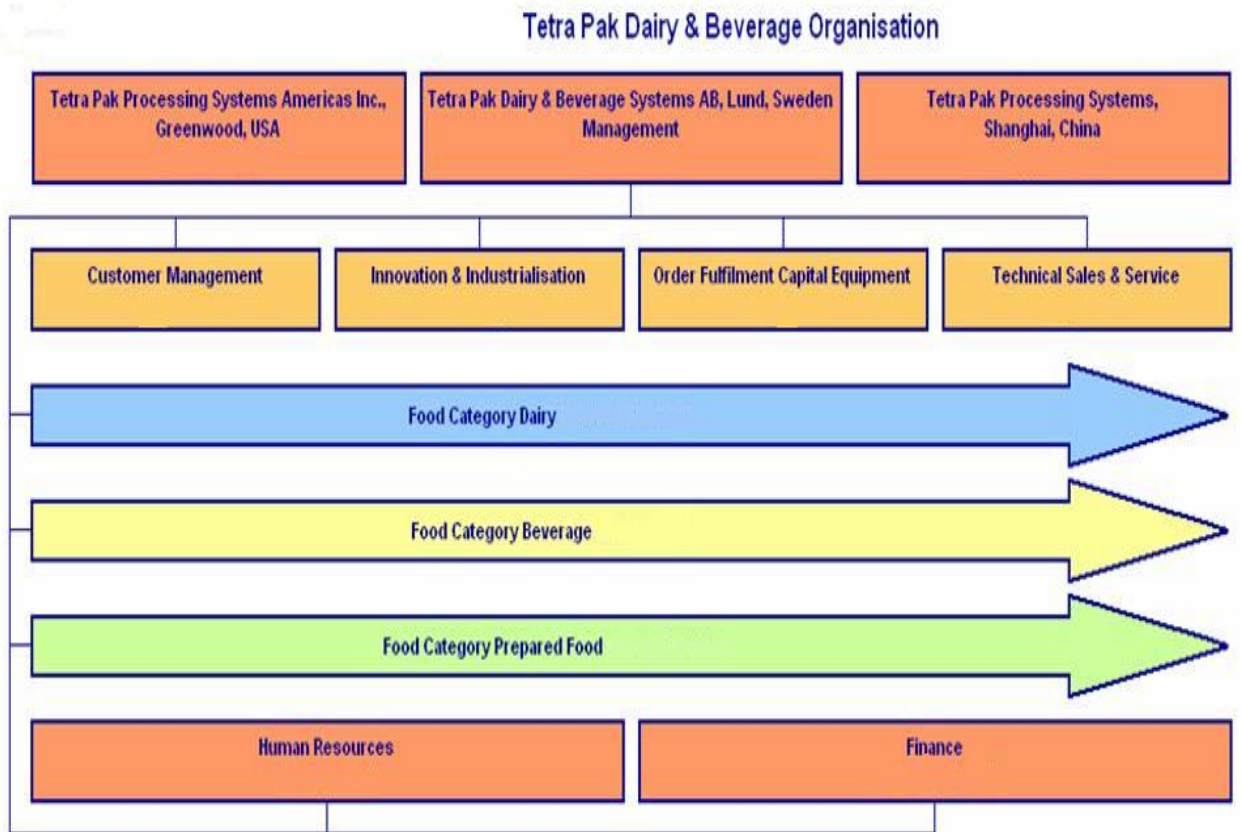 Tetra Pak Dairy & Beverage Organisation
Tetra Pak Processing Systems Americas Inc.,
Greenwood, USA
Tetra Pak Dairy & Beverage Systems AB, Lund, Sweden
Management
Tetra Pak Processing Systems,
Shanghai, China
Customer Management
Innovation & Industrialisation
Order Fulfilment Capital Equipment
Technical Sales & Service
Food Category Dairy
Food Category Beverage
Food Category Prepared Food
Human Resources
Finance